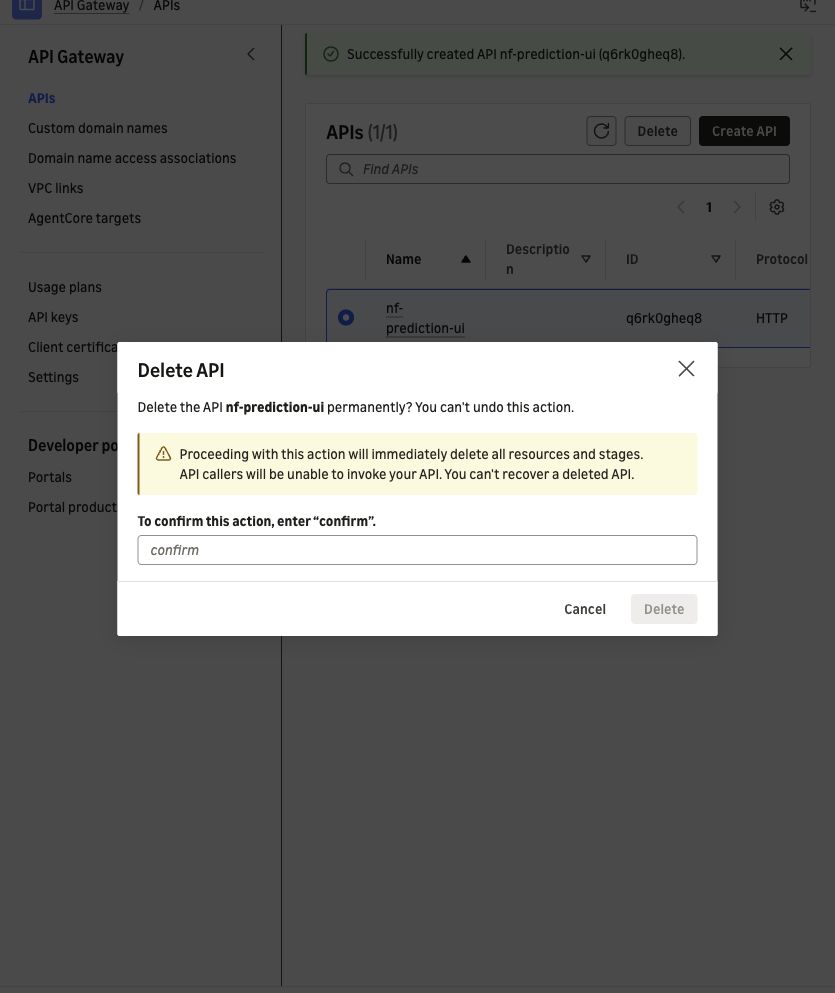 API Gateway / APIs
API Gateway
APIs
Custom domain names
Domain name access associations
VPC links
AgentCore targets
Usage plans
API keys
Client certifica
Settings
Developer po
Portals
Portal product
Successfully created API nf-prediction-ui (q6rk0gheq8).
APIs (1/1)
Delete
Create API
Find APIs
1
Name
Descriptio
n
ID
Protocol
nf-
prediction-ui
q6rk0gheq8
HTTP
Delete API
Delete the API nf-prediction-ui permanently? You can't undo this action.
Proceeding with this action will immediately delete all resources and stages.
API callers will be unable to invoke your API. You can't recover a deleted API.
To confirm this action, enter “confirm”.
confirm
Cancel
Delete